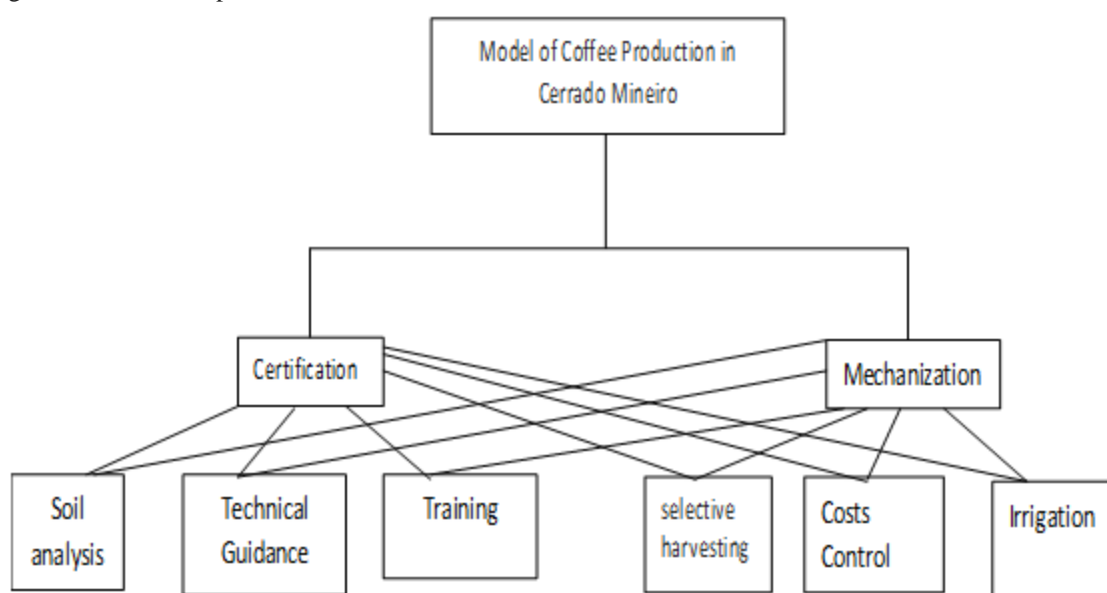 Model of Coffee Production in
Cerrado Mineiro
Certification
Mechanization
Soil
analysis
Technical
Guidance
Training
selective
harvesting
Costs
Control
Irrigation